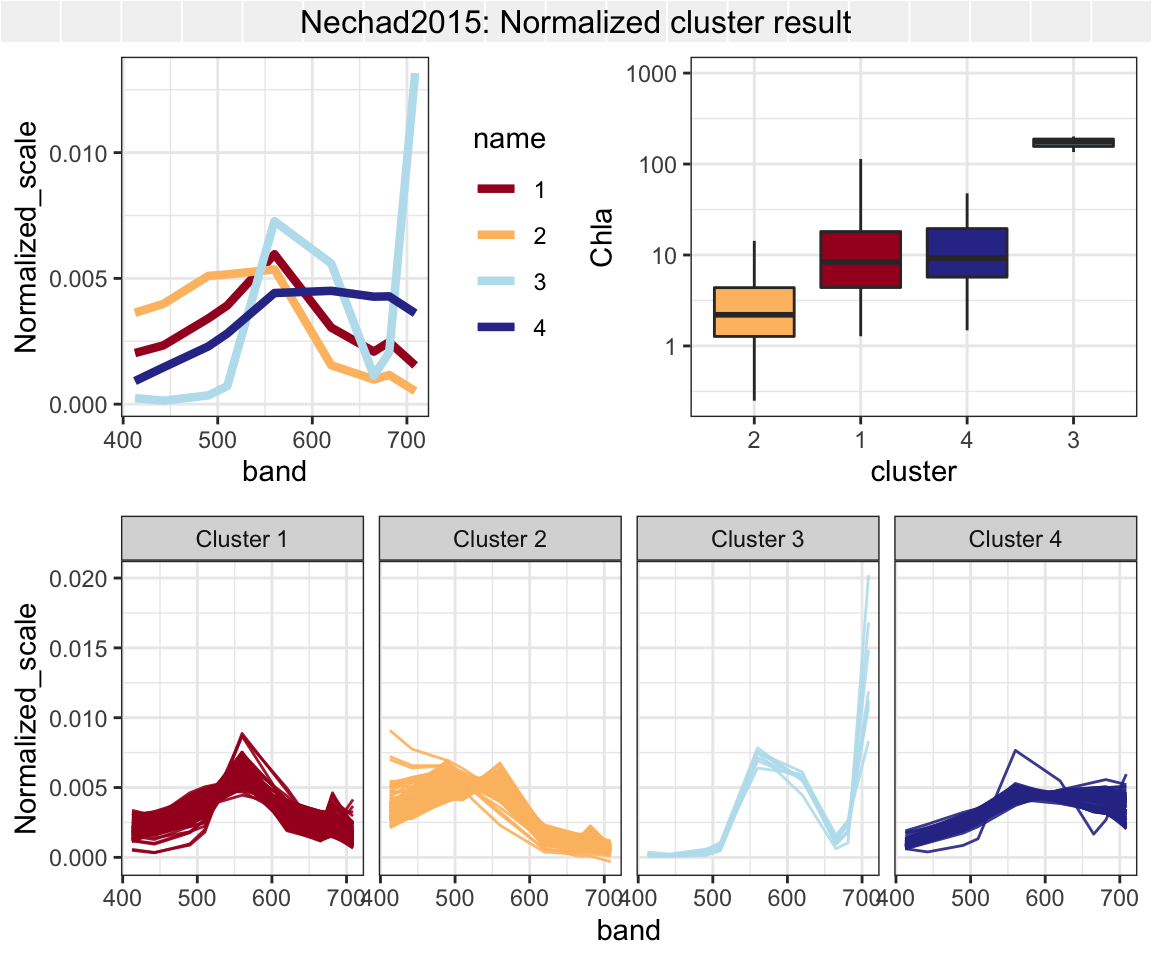 Nechad2015: Normalized cluster result
Normalized_scale
0.010
0.005
0.000
400 500 600 700
band
name
1
2
3
4
Chla
1000
100
10
1
2 1 4 3
cluster
Cluster 1 Cluster 2 Cluster 3 Cluster 4
Normalized_scale
0.020
0.015
0.010
0.005
0.000
400 500 600 700 400 500 600 700 400 500 600 700 400 500 600 700
band